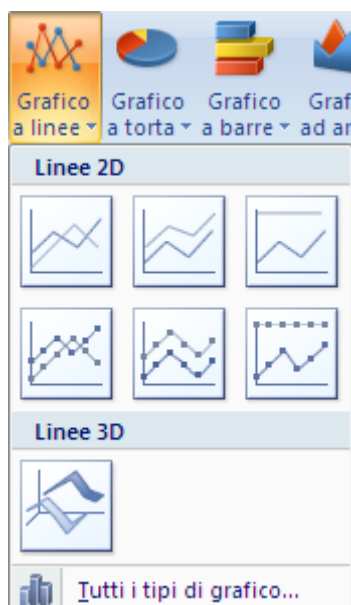 Grafico Grafico Grafico Graf
a linee a torta a barre ad ar
Linee 2D
Linee 3D
Tutti i tipi di grafico...